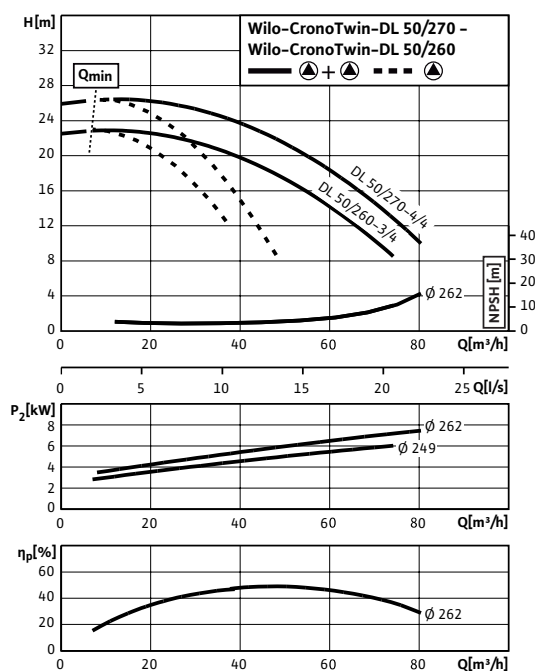 H[m]
Wilo-CronoTwin-DL 50/270 –
Wilo-CronoTwin-DL 50/260
+
32
28
24
20
16
12
8
4
0
Qmin
DL 50/270-4/4
DL 50/260-3/4
40
30
20
10
0
NPSH [m]
Ø 262
0 20 40 60 80 Q[m³/h]
0 5 10 15 20 25 Q[l/s]
P₂[kW]
8
6
4
2
0
Ø 262
Ø 249
0 20 40 60 80 Q[m³/h]
ηp[%]
60
40
20
0
Ø 262
0 20 40 60 80 Q[m³/h]